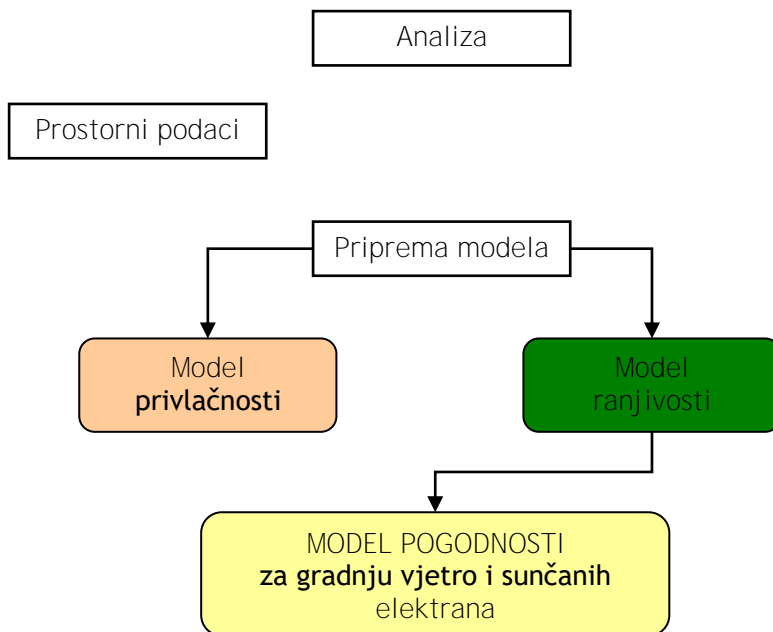 Analiza
Prostorni podaci
Priprema modela
Model
privlačnosti
Model
ranjivosti
MODEL POGODNOSTI
za gradnju vjetro i sunčanih
elektrana